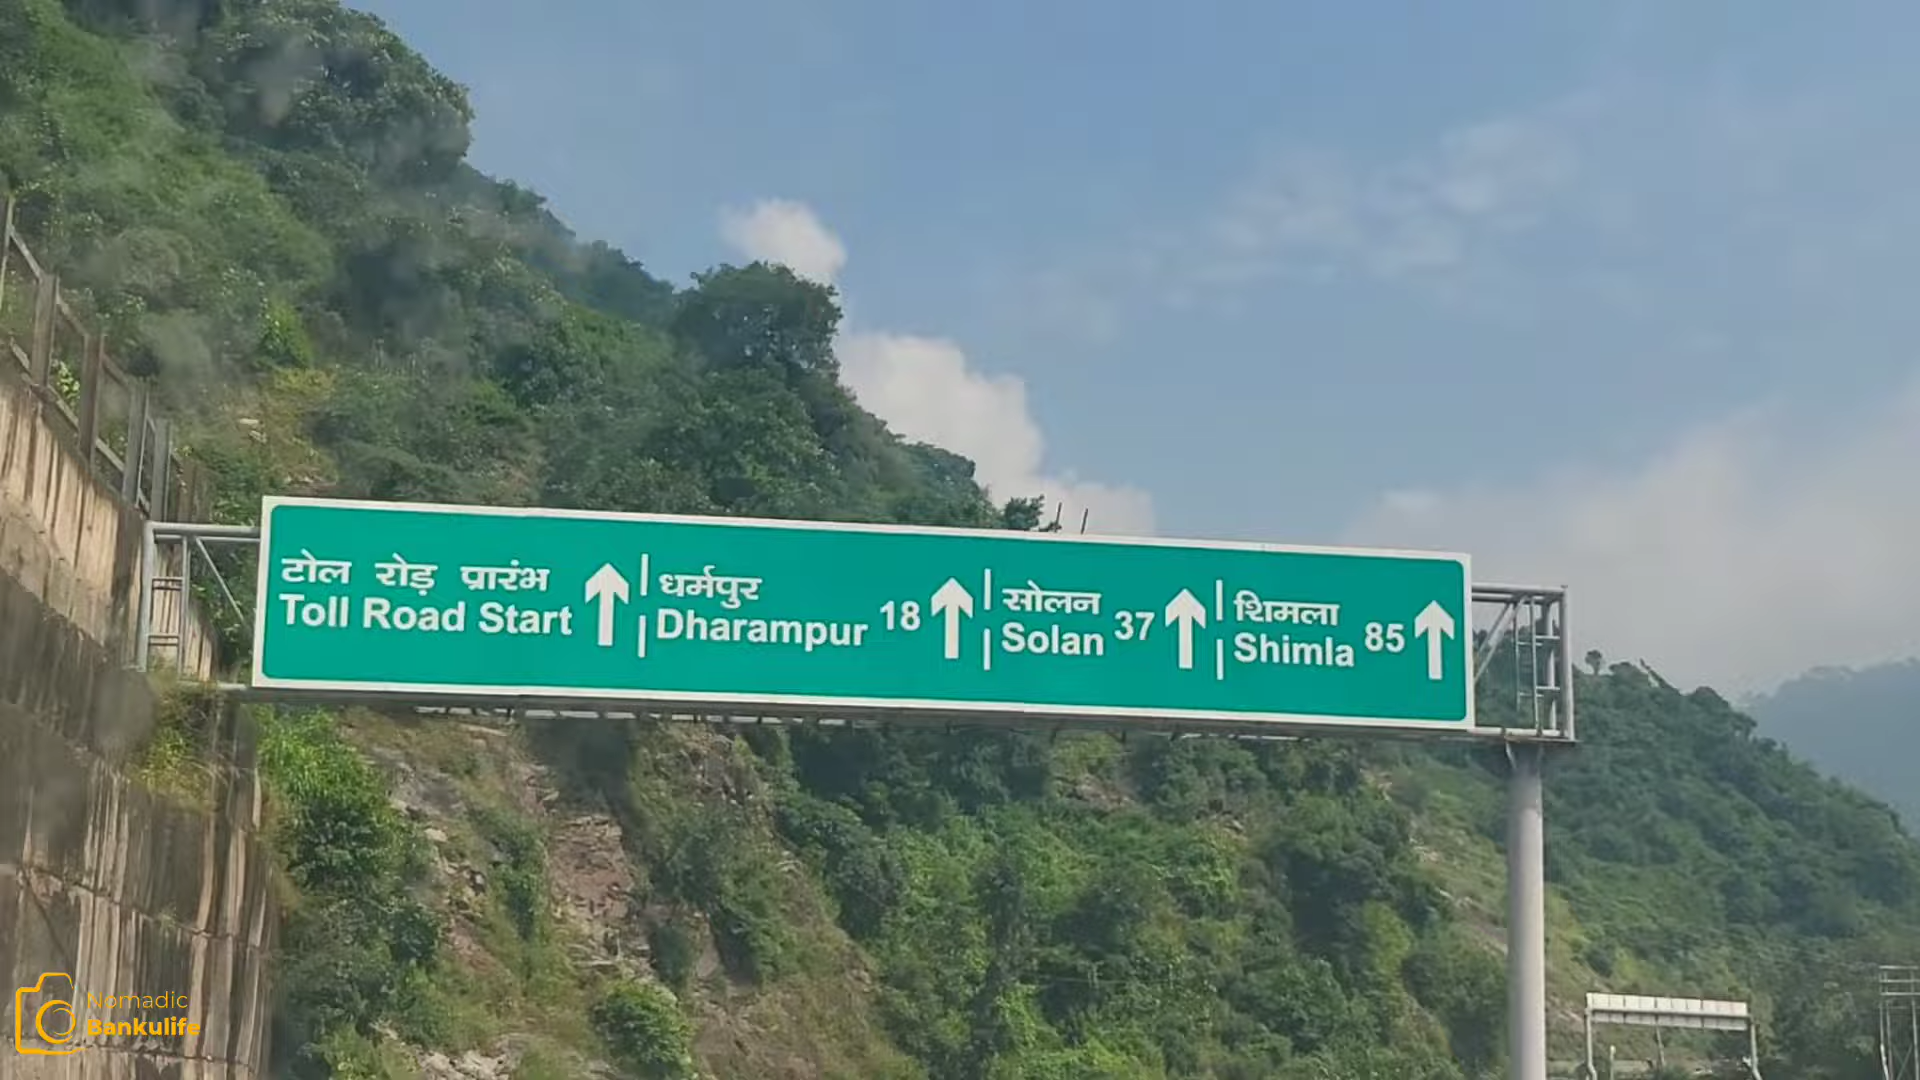 टोल रोड़ प्रारंभ
Toll Road Start
धर्मपुर
Dharampur 18
सोलन
Solan 37
शिमला
Shimla 85
Nomadic
Bankulife